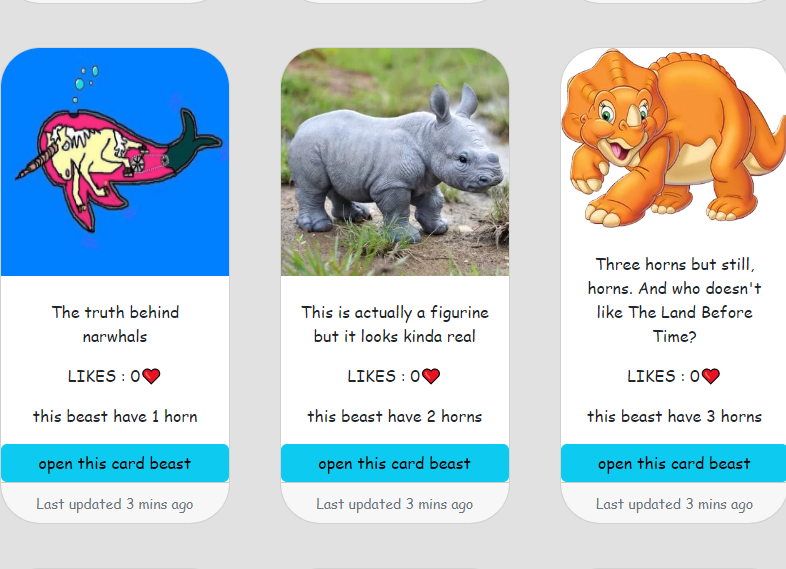 The truth behind
narwhals
LIKES : 0❤️
this beast have 1 horn
open this card beast
Last updated 3 mins ago
This is actually a figurine
but it looks kinda real
LIKES : 0❤️
this beast have 2 horns
open this card beast
Last updated 3 mins ago
Three horns but still,
horns. And who doesn't
like The Land Before
Time?
LIKES : 0❤️
this beast have 3 horns
open this card beast
Last updated 3 mins ago